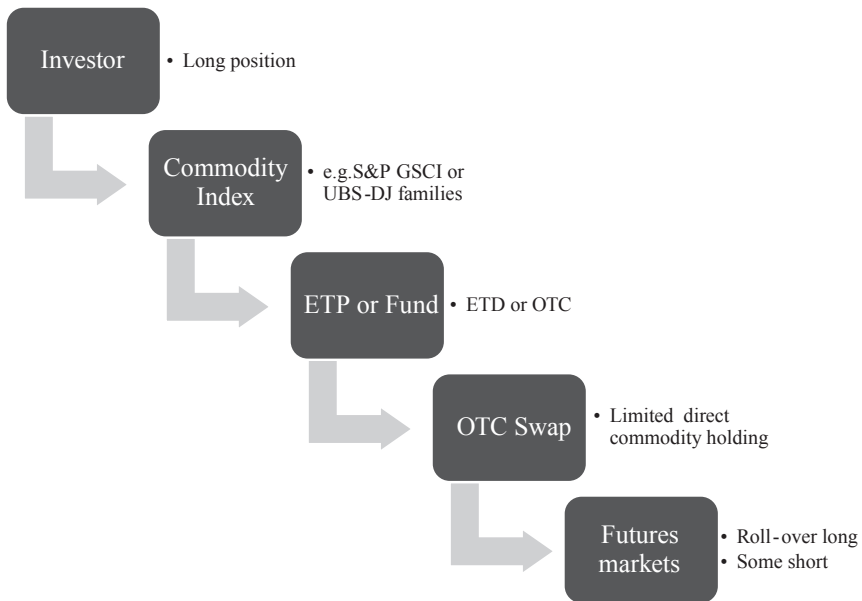 Investor
• Long position
Commodity
Index
• e.g.S&P GSCI or
UBS-DJ families
ETP or Fund
• ETD or OTC
OTC Swap
• Limited direct
commodity holding
Futures
markets
• Roll-over long
• Some short